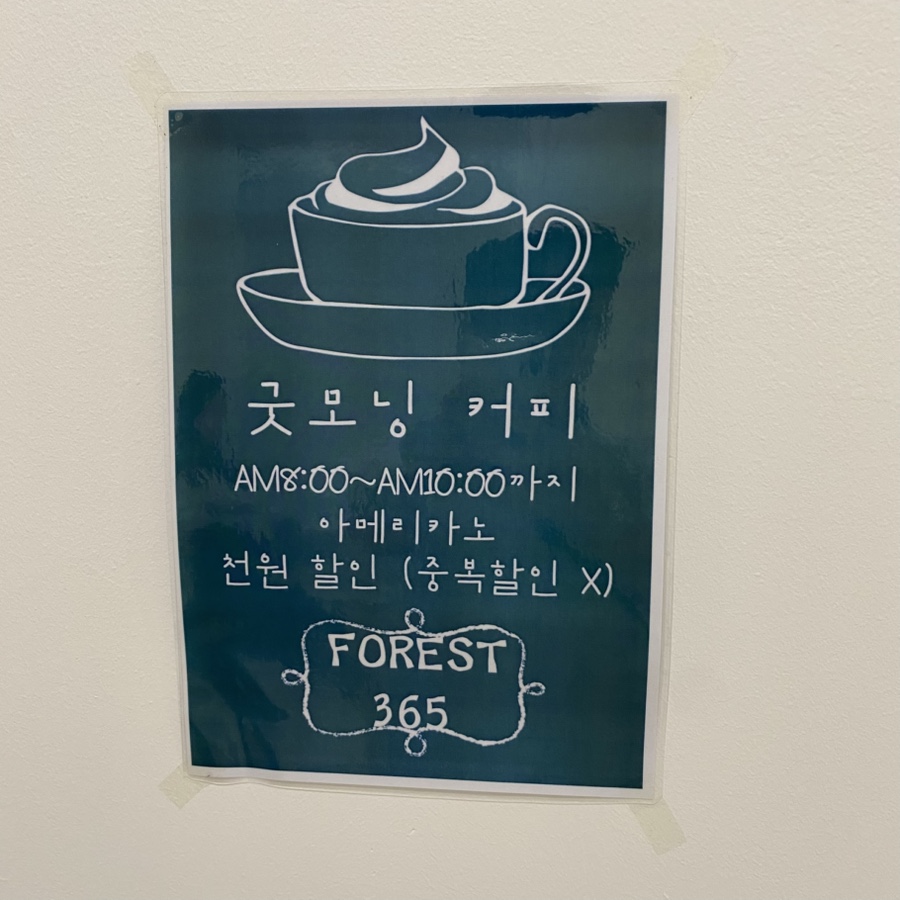 굿모닝 커피
AM8:00~AM10:00까지
아메리카노
천원 할인 (중복할인 X)
FOREST
365